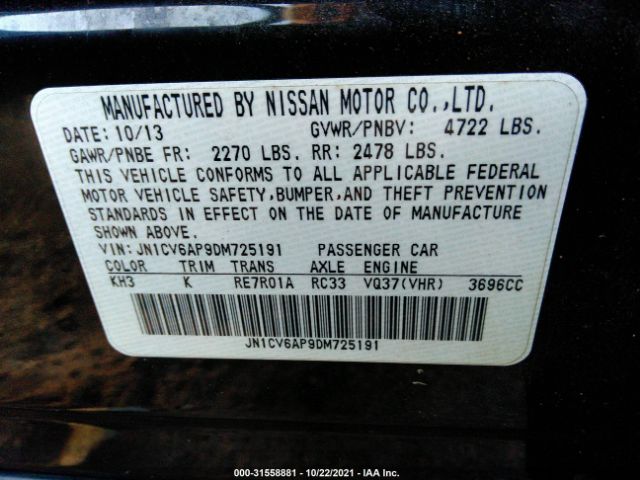 MANUFACTURED BY NISSAN MOTOR CO.,LTD.
DATE: 10/13 GVWR/PNBV: 4722 LBS.
GAWR/PNBE FR: 2270 LBS. RR: 2478 LBS.
THIS VEHICLE CONFORMS TO ALL APPLICABLE FEDERAL
MOTOR VEHICLE SAFETY,BUMPER,AND THEFT PREVENTION
STANDARDS IN EFFECT ON THE DATE OF MANUFACTURE
SHOWN ABOVE.
VIN: JN1CV6AP9DM725191 PASSENGER CAR
COLOR TRIM TRANS AXLE ENGINE
KH3 K RE7R01A RC33 VQ37(VHR) 3696CC
JN1CV6AP9DM725191
000-31558881 - 10/22/2021 - IAA Inc.